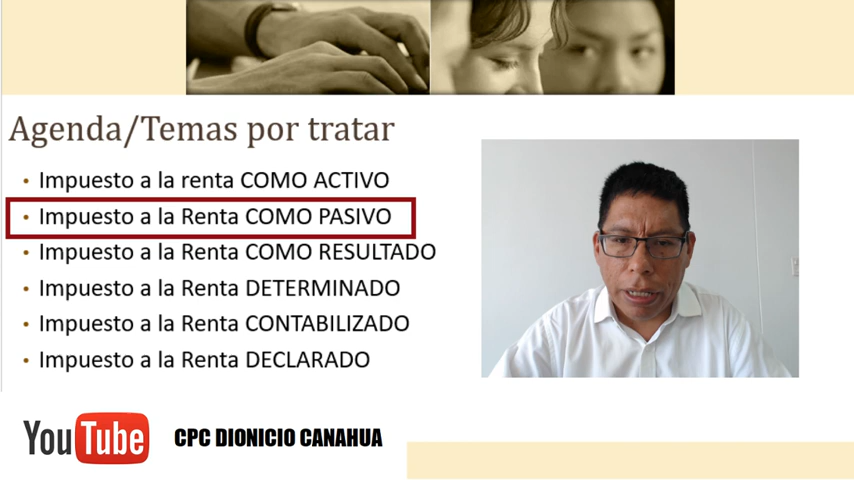 Agenda/Temas por tratar
• Impuesto a la renta COMO ACTIVO
• Impuesto a la Renta COMO PASIVO
• Impuesto a la Renta COMO RESULTADO
• Impuesto a la Renta DETERMINADO
• Impuesto a la Renta CONTABILIZADO
• Impuesto a la Renta DECLARADO
YouTube CPC DIONICIO CANAHUA